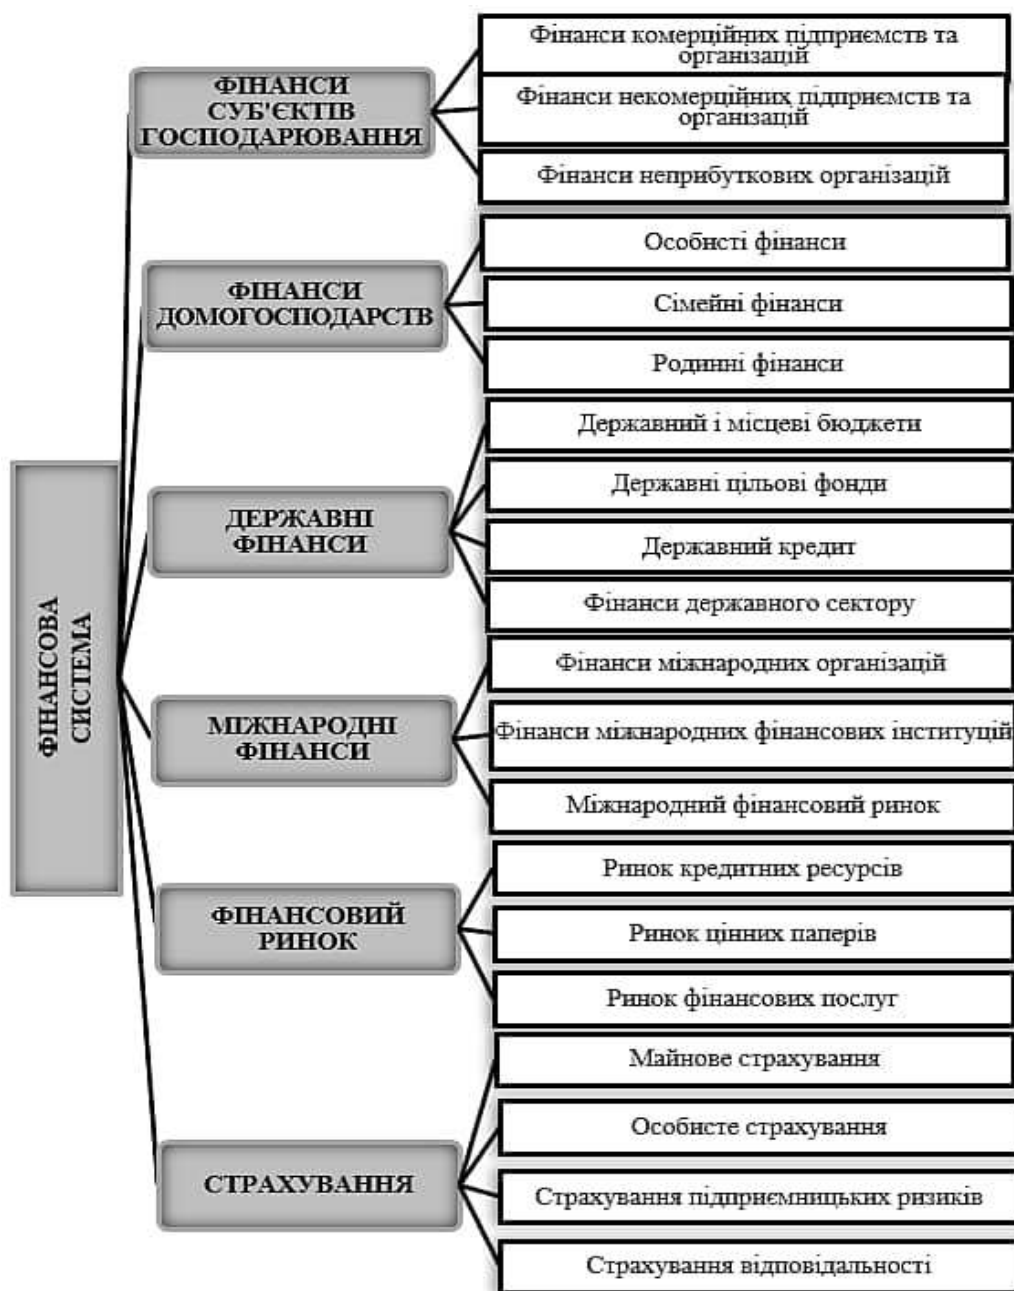 ФІНАНСОВА
СИСТЕМА
ФІНАНСИ
СУБ'ЄКТІВ
ГОСПОДАРЮВАННЯ
Фінанси комерційних підприємств та
організацій
Фінанси некомерційних підприємств та
організацій
Фінанси неприбуткових організацій
ФІНАНСИ
ДОМОГОСПОДАРСТВ
Особисті фінанси
Сімейні фінанси
Родинні фінанси
ДЕРЖАВНІ
ФІНАНСИ
Державний і місцеві бюджети
Державні цільові фонди
Державний кредит
Фінанси державного сектору
МІЖНАРОДНІ
ФІНАНСИ
Фінанси міжнародних організацій
Фінанси міжнародних фінансових інституцій
Міжнародний фінансовий ринок
ФІНАНСОВИЙ
РИНОК
Ринок кредитних ресурсів
Ринок цінних паперів
Ринок фінансових послуг
СТРАХУВАННЯ
Майнове страхування
Особисте страхування
Страхування підприємницьких ризиків
Страхування відповідальності